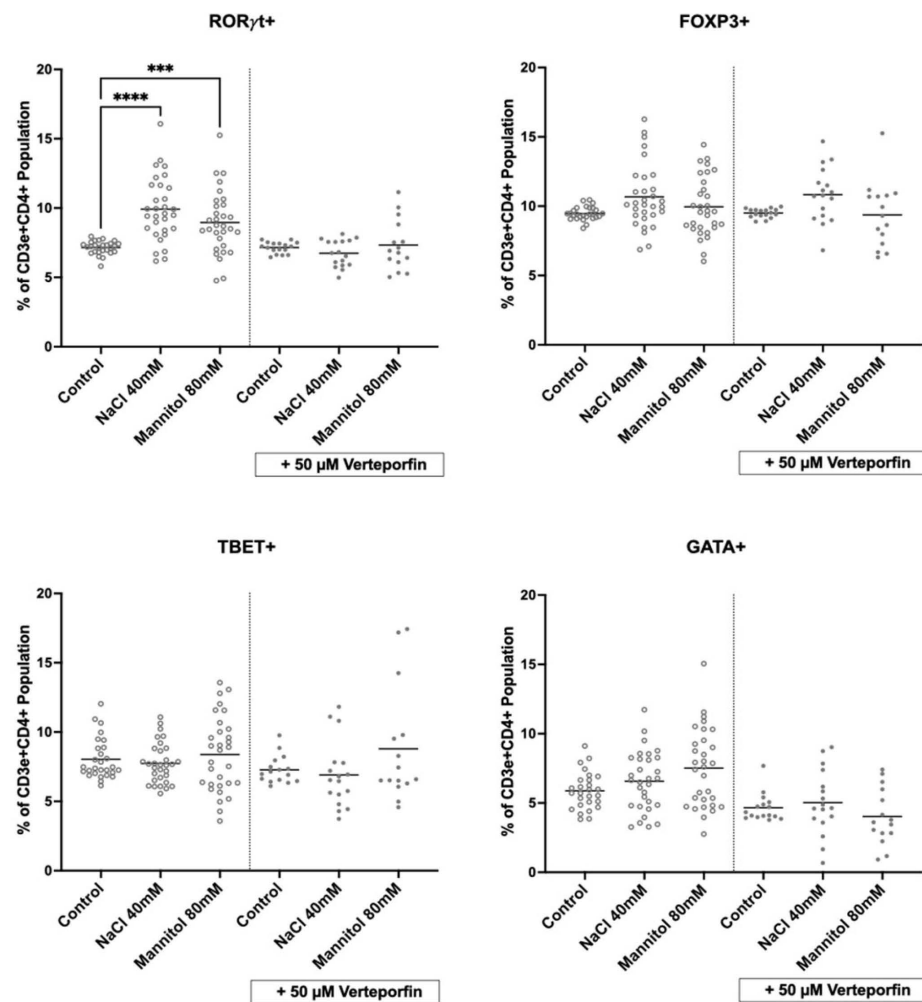 RORγt+
% of CD3e+CD4+ Population
20
15
10
5
0
***
****
Control
NaCl 40mM
Mannitol 80mM
Control
NaCl 40mM
Mannitol 80mM
+ 50 µM Verteporfin
FOXP3+
% of CD3e+CD4+ Population
20
15
10
5
0
Control
NaCl 40mM
Mannitol 80mM
Control
NaCl 40mM
Mannitol 80mM
+ 50 µM Verteporfin
TBET+
% of CD3e+CD4+ Population
20
15
10
5
0
Control
NaCl 40mM
Mannitol 80mM
Control
NaCl 40mM
Mannitol 80mM
+ 50 µM Verteporfin
GATA+
% of CD3e+CD4+ Population
20
15
10
5
0
Control
NaCl 40mM
Mannitol 80mM
Control
NaCl 40mM
Mannitol 80mM
+ 50 µM Verteporfin